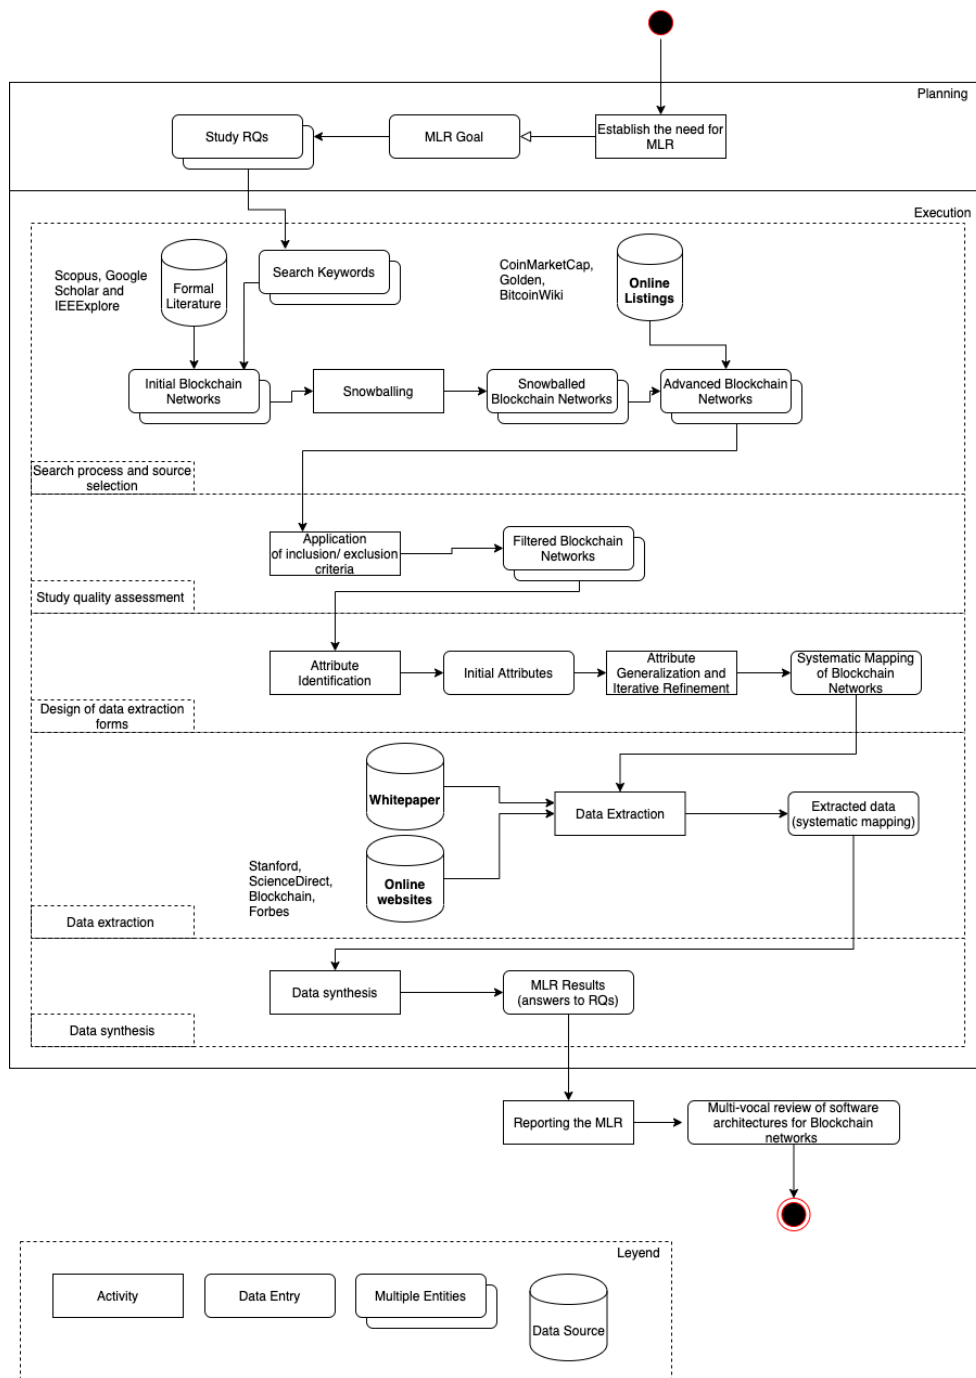 Planning
Study RQs
MLR Goal
Establish the need for
MLR
Execution
Scopus, Google
Scholar and
IEEExplore
Formal
Literature
Search Keywords
CoinMarketCap,
Golden,
BitcoinWiki
Online
Listings
Initial Blockchain
Networks
Snowballing
Snowballed
Blockchain Networks
Advanced Blockchain
Networks
Search process and source
selection
Application
of inclusion/ exclusion
criteria
Filtered Blockchain
Networks
Study quality assessment
Attribute
Identification
Initial Attributes
Attribute
Generalization and
Iterative Refinement
Systematic Mapping
of Blockchain
Networks
Design of data extraction
forms
Whitepaper
Data Extraction
Extracted data
(systematic mapping)
Stanford,
ScienceDirect,
Blockchain,
Forbes
Online
websites
Data extraction
Data synthesis
MLR Results
(answers to RQs)
Data synthesis
Reporting the MLR
Multi-vocal review of software
architectures for Blockchain
networks
Leyend
Activity
Data Entry
Multiple Entities
Data Source